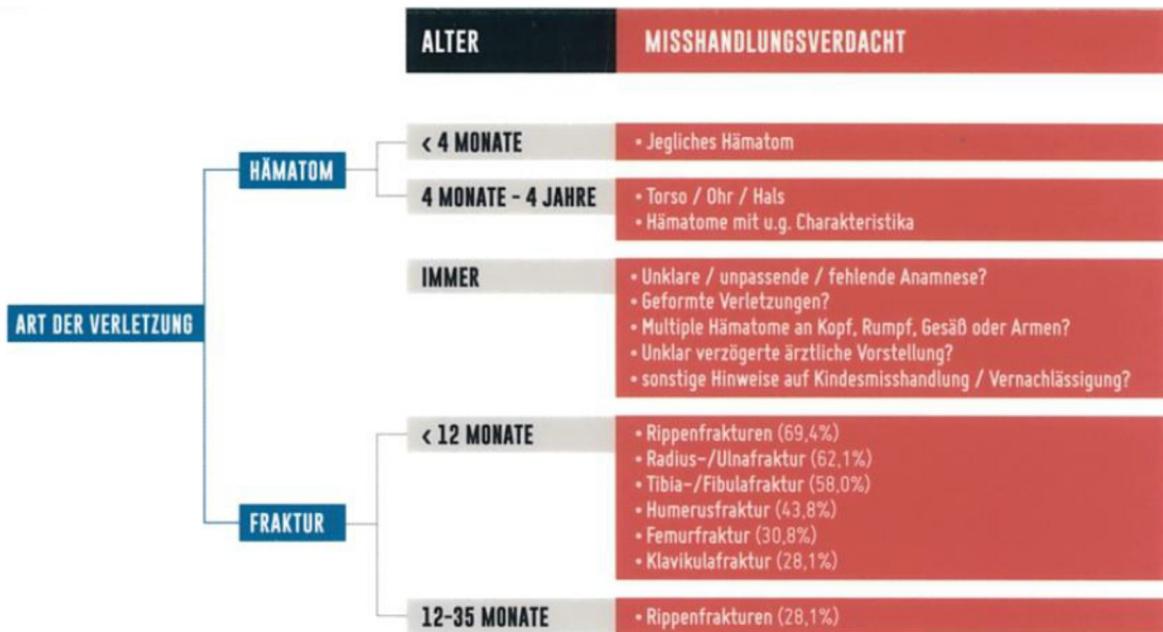 ALTER
MISSHANDLUNGSVERDACHT
HÄMATOM
< 4 MONATE
• Jegliches Hämatom
4 MONATE - 4 JAHRE
• Torso / Ohr / Hals
• Hämatome mit u.g. Charakteristika
ART DER VERLETZUNG
IMMER
• Unklare / unpassende / fehlende Anamnese?
• Geformte Verletzungen?
• Multiple Hämatome an Kopf, Rumpf, Gesäß oder Armen?
• Unklar verzögerte ärztliche Vorstellung?
• sonstige Hinweise auf Kindesmisshandlung / Vernachlässigung?
FRAKTUR
< 12 MONATE
• Rippenfrakturen (69,4%)
• Radius-/Ulnafraktur (62,1%)
• Tibia-/Fibulafraktur (58,0%)
• Humerusfraktur (43,8%)
• Femurfraktur (30,8%)
• Klavikulafraktur (28,1%)
12-35 MONATE
• Rippenfrakturen (28,1%)